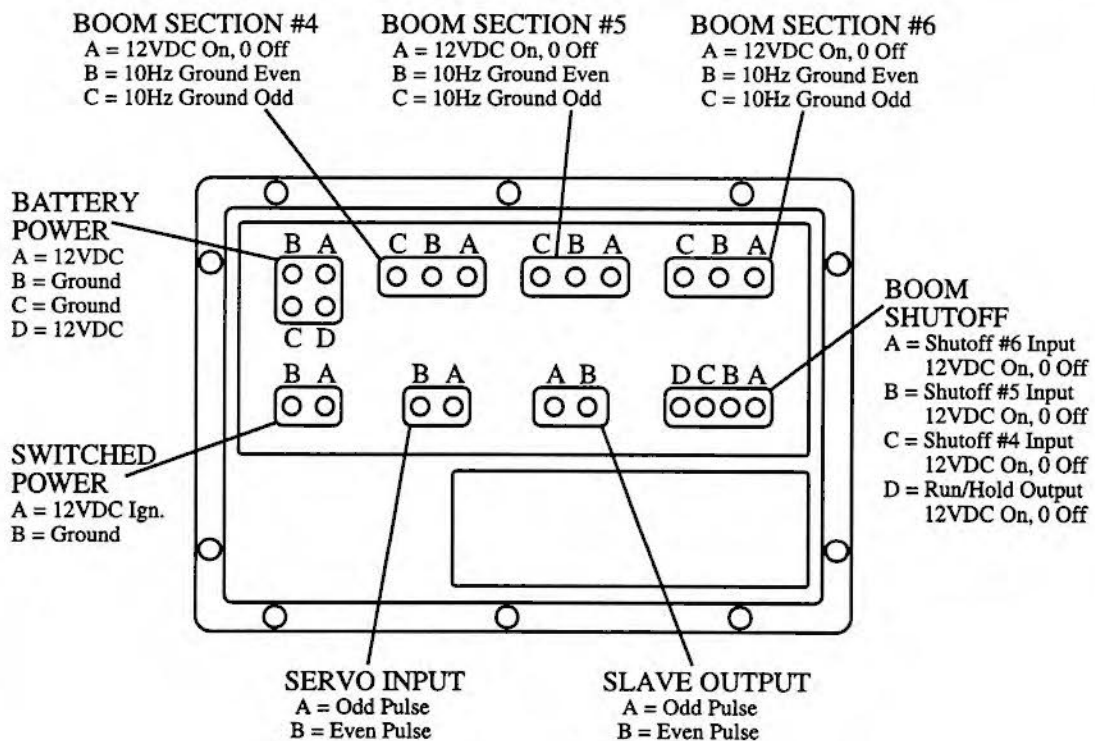 BOOM SECTION #4
A = 12VDC On, 0 Off
B = 10Hz Ground Even
C = 10Hz Ground Odd
BOOM SECTION #5
A = 12VDC On, 0 Off
B = 10Hz Ground Even
C = 10Hz Ground Odd
BOOM SECTION #6
A = 12VDC On, 0 Off
B = 10Hz Ground Even
C = 10Hz Ground Odd
BATTERY
POWER
A = 12VDC
B = Ground
C = Ground
D = 12VDC
B A
C D
C B A
C B A
C B A
B A
B A
A B
D C B A
BOOM
SHUTOFF
A = Shutoff #6 Input
12VDC On, 0 Off
B = Shutoff #5 Input
12VDC On, 0 Off
C = Shutoff #4 Input
12VDC On, 0 Off
D = Run/Hold Output
12VDC On, 0 Off
SWITCHED
POWER
A = 12VDC Ign.
B = Ground
SERVO INPUT
A = Odd Pulse
B = Even Pulse
SLAVE OUTPUT
A = Odd Pulse
B = Even Pulse